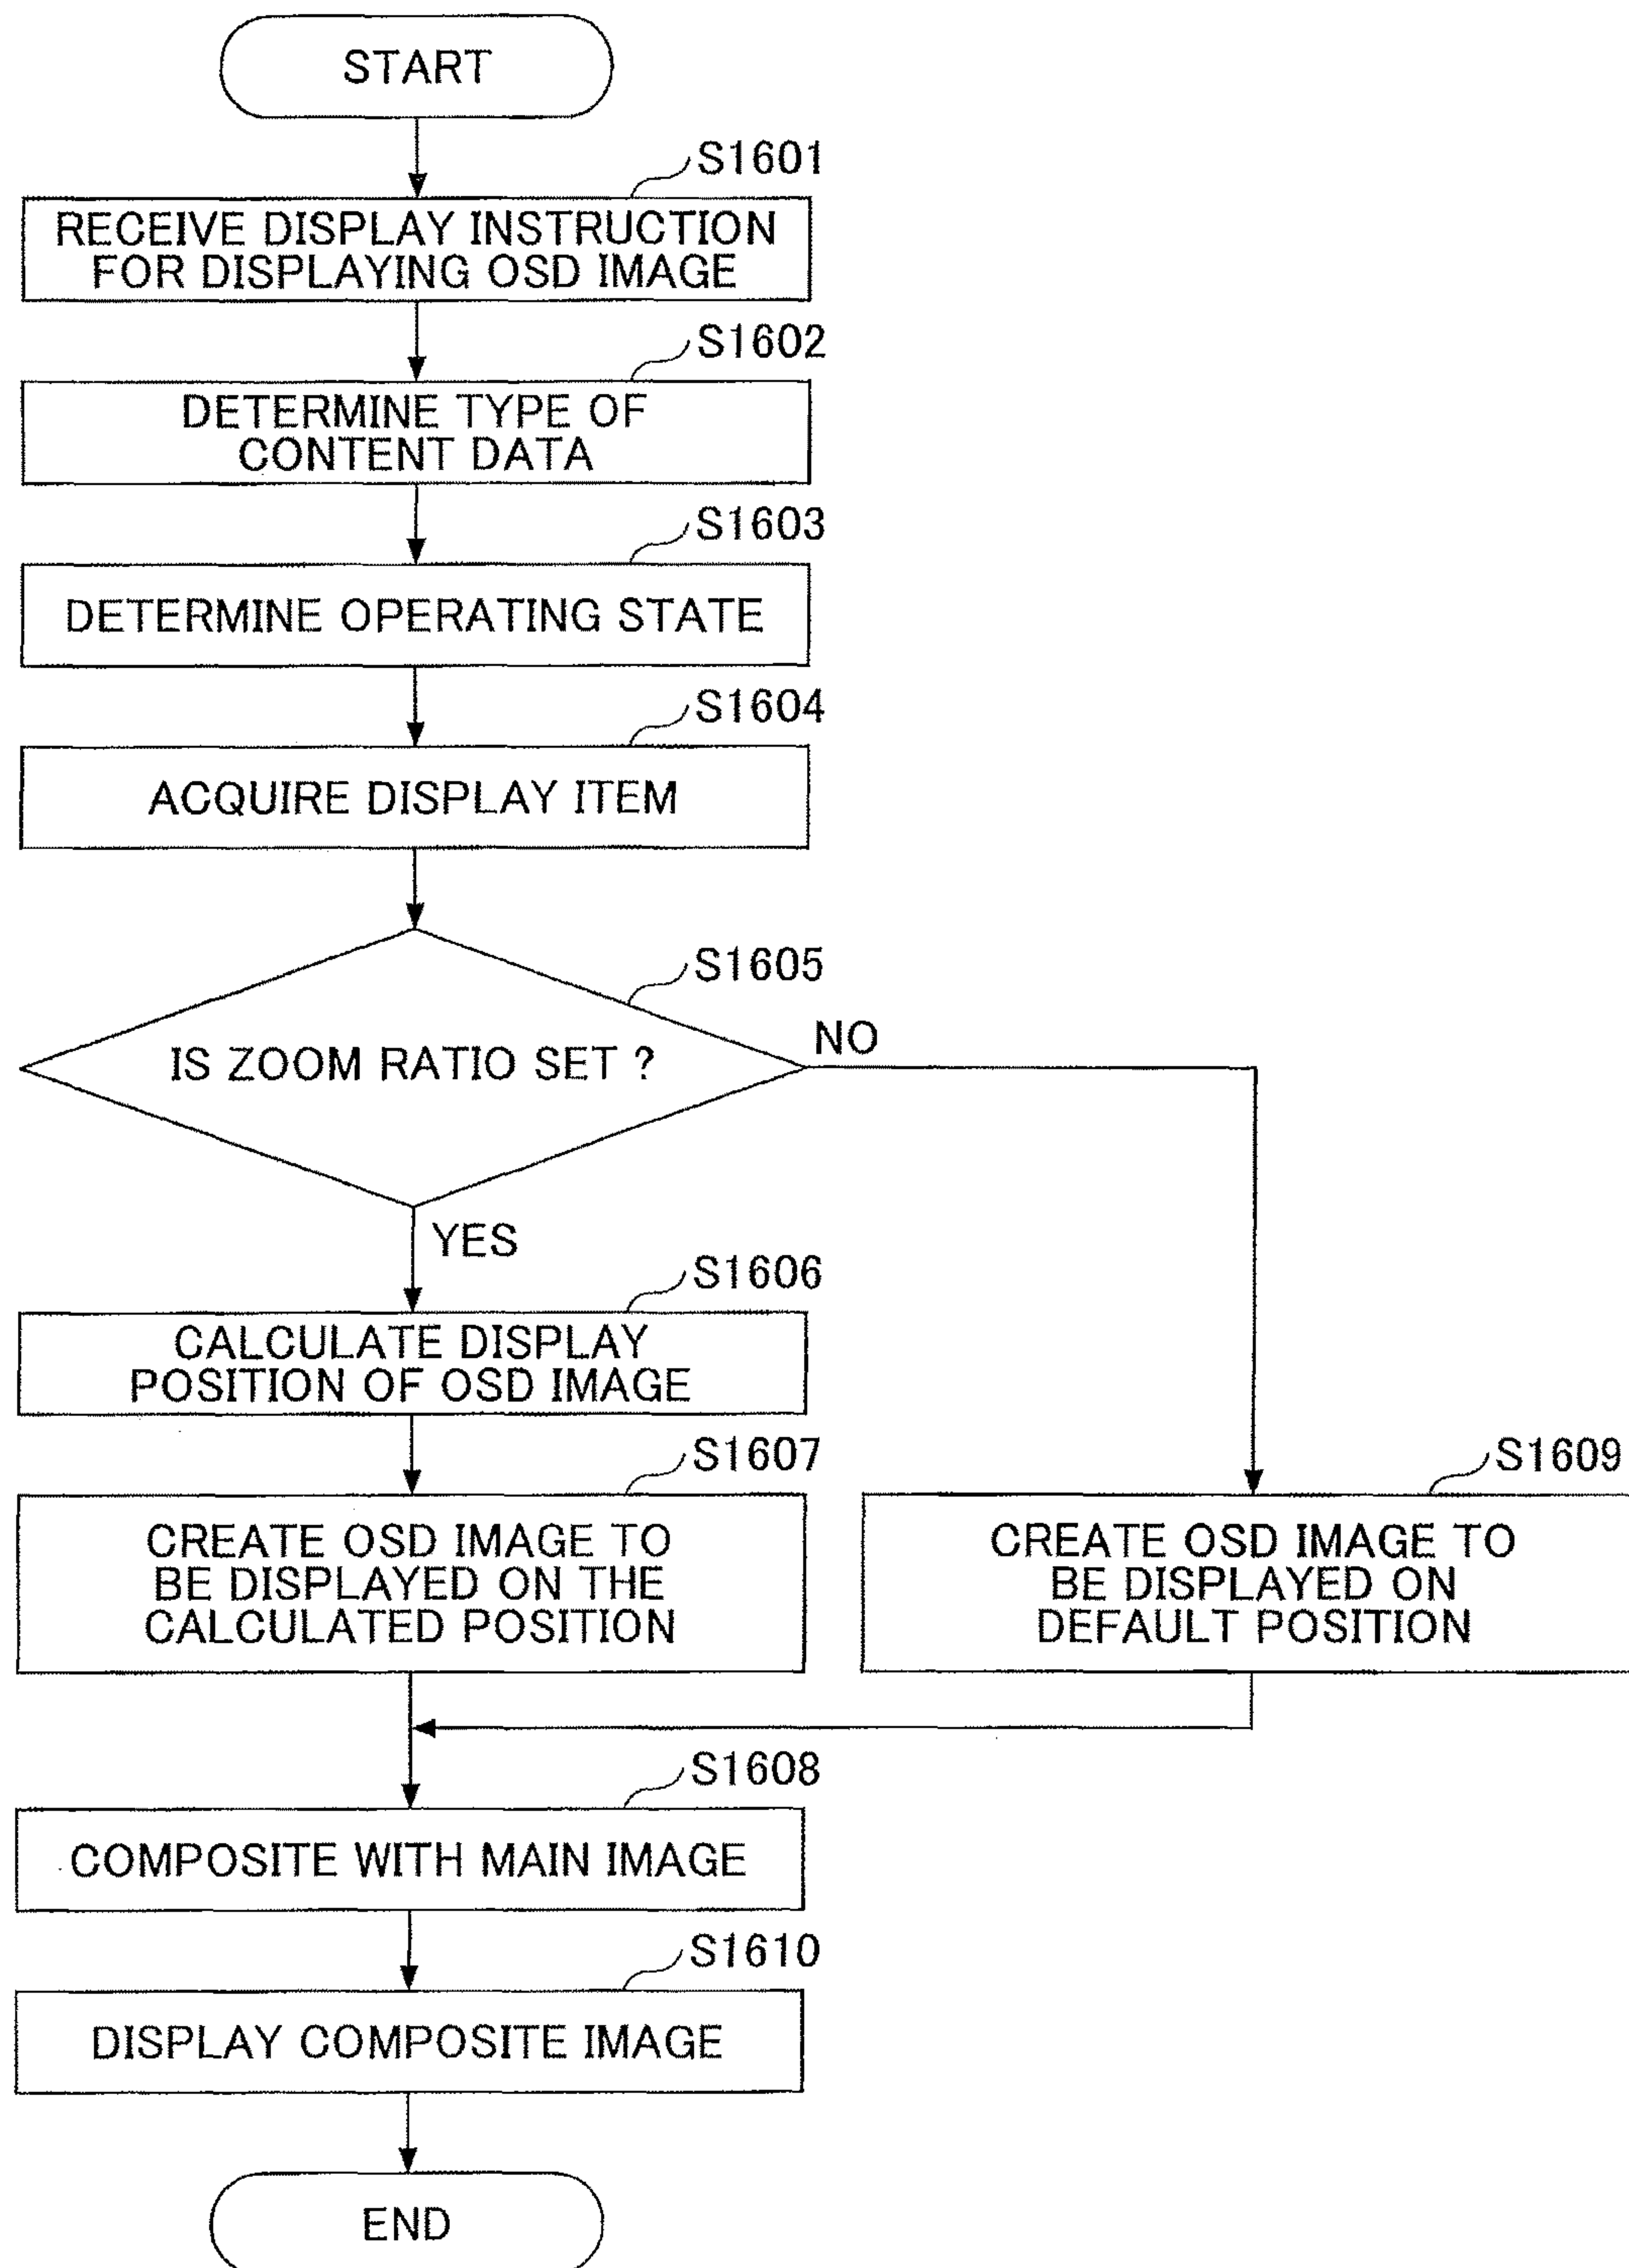 START
S1601
RECEIVE DISPLAY INSTRUCTION
FOR DISPLAYING OSD IMAGE
S1602
DETERMINE TYPE OF
CONTENT DATA
S1603
DETERMINE OPERATING STATE
S1604
ACQUIRE DISPLAY ITEM
S1605
IS ZOOM RATIO SET ?
NO
YES
S1606
CALCULATE DISPLAY
POSITION OF OSD IMAGE
S1607
CREATE OSD IMAGE TO
BE DISPLAYED ON THE
CALCULATED POSITION
S1609
CREATE OSD IMAGE TO
BE DISPLAYED ON
DEFAULT POSITION
S1608
COMPOSITE WITH MAIN IMAGE
S1610
DISPLAY COMPOSITE IMAGE
END